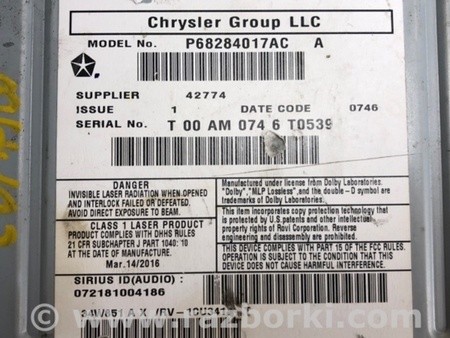 Chrysler Group LLC
MODEL No. P68284017AC A
SUPPLIER 42774
ISSUE 1 DATE CODE 0746
SERIAL No. T 00 AM 074 6 T0539
DANGER
INVISIBLE LASER RADIATION WHEN OPENED
AND INTERLOCK FAILED OR DEFEATED.
AVOID DIRECT EXPOSURE TO BEAM.
CLASS 1 LASER PRODUCT
PRODUCT COMPLIES WITH DHHS RULES
21 CFR SUBCHAPTER J PART 1040: 10
AT THE DATE OF MANUFACTURE.
Mar.14/2016
Manufactured under license from Dolby Laboratories.
"Dolby","MLP Lossless",and the double-D symbol are
trademarks of Dolby Laboratories.
This item incorporates copy protection technology that
is protected by U.S. patents and other intellectual
property rights of Rovi Corporation. Reverse
engineering and disassembly are prohibited.
THIS DEVICE COMPLIES WITH PART 15 OF THE FCC RULES.
OPERATION IS SUBJECT TO THE CONDITION THAT THIS
DEVICE DOES NOT CAUSE HARMFUL INTERFERENCE
SIRIUS ID(AUDIO) :
072181004186
www.razborki.com